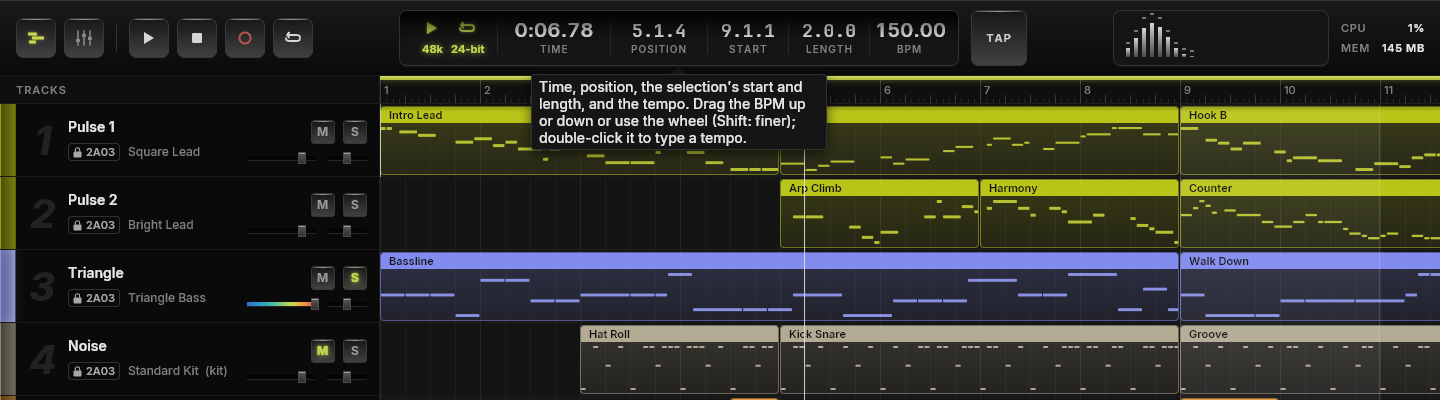 48k 24-bit
0:06.78
TIME
5.1.4
POSITION
9.1.1
START
2.0.0
LENGTH
150.00
BPM
TAP
CPU 1%
MEM 145 MB
TRACKS
1 2 6 7 8 9 10 11
Time, position, the selection's start and
length, and the tempo. Drag the BPM up
or down or use the wheel (Shift: finer);
double-click it to type a tempo.
1
Pulse 1
M S
2A03 Square Lead
Intro Lead
Hook B
2
Pulse 2
M S
2A03 Bright Lead
Arp Climb
Harmony
Counter
3
Triangle
M S
2A03 Triangle Bass
Bassline
Walk Down
4
Noise
M S
2A03 Standard Kit (kit)
Hat Roll
Kick Snare
Groove